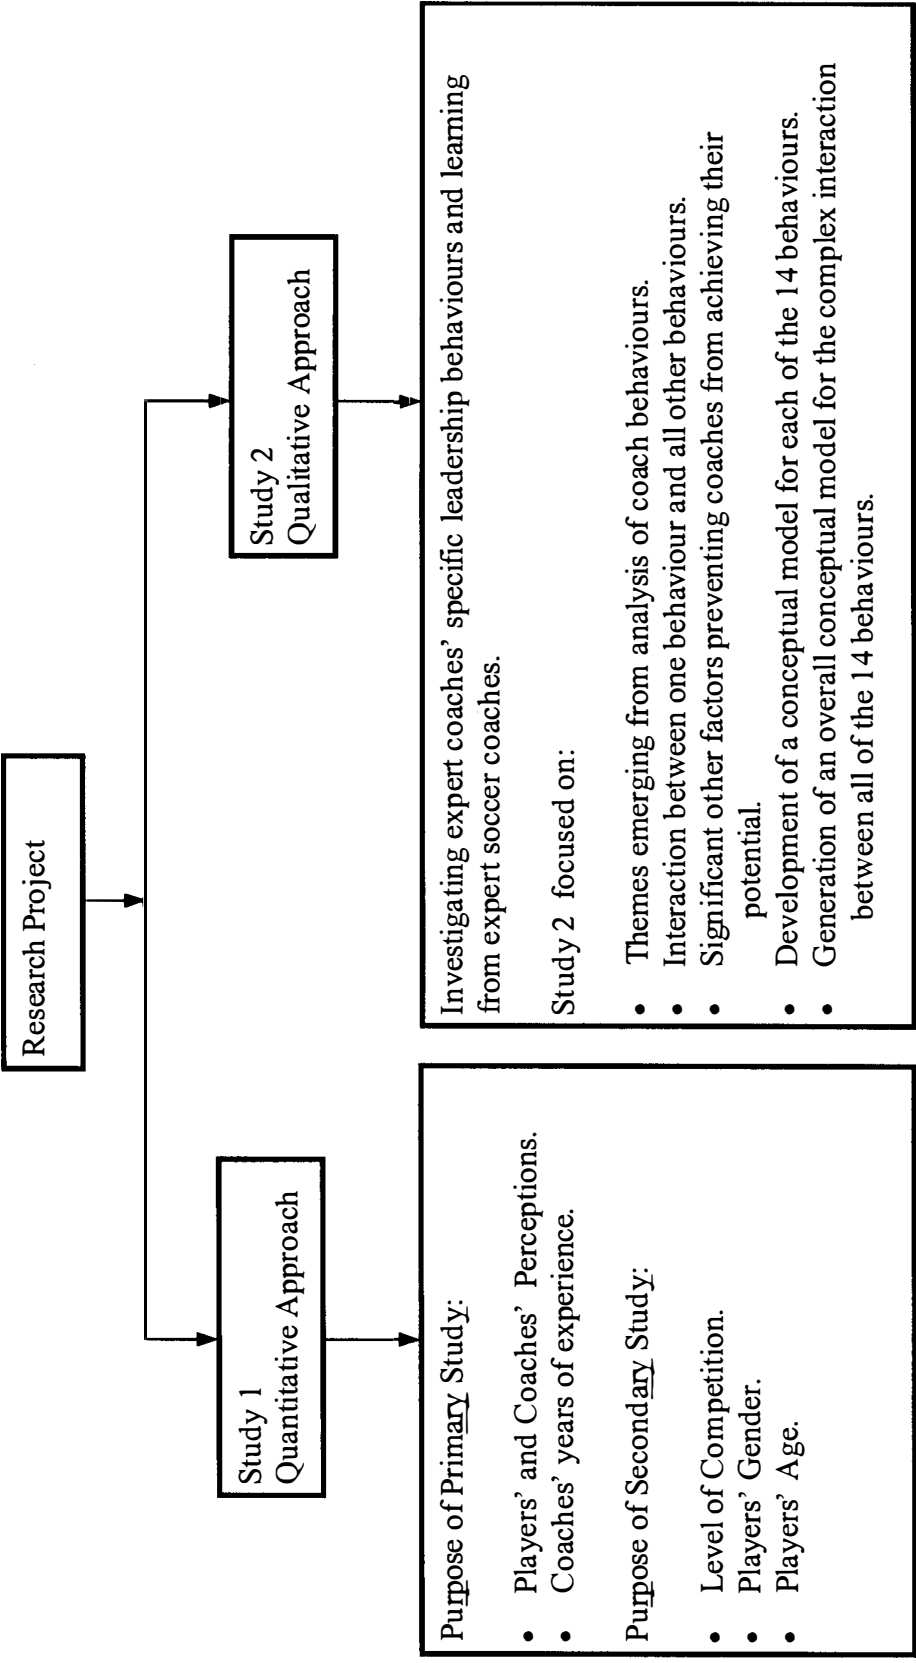 Research Project
Study 1
Quantitative Approach
Purpose of Primary Study:
• Players’ and Coaches’ Perceptions.
• Coaches’ years of experience.
Purpose of Secondary Study:
• Level of Competition.
• Players’ Gender.
• Players’ Age.
Study 2
Qualitative Approach
Investigating expert coaches’ specific leadership behaviours and learning
from expert soccer coaches.
Study 2 focused on:
• Themes emerging from analysis of coach behaviours.
• Interaction between one behaviour and all other behaviours.
• Significant other factors preventing coaches from achieving their
potential.
• Development of a conceptual model for each of the 14 behaviours.
• Generation of an overall conceptual model for the complex interaction
between all of the 14 behaviours.